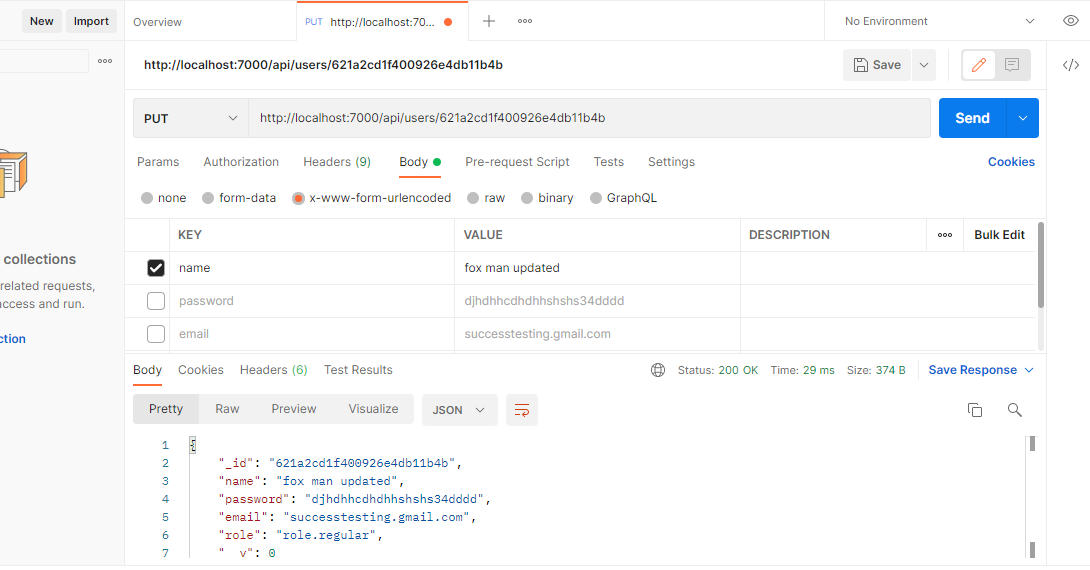 New Import Overview PUT http://localhost:70... No Environment
http://localhost:7000/api/users/621a2cd1f400926e4db11b4b Save
PUT http://localhost:7000/api/users/621a2cd1f400926e4db11b4b Send
Params Authorization Headers (9) Body Pre-request Script Tests Settings Cookies
none form-data x-www-form-urlencoded raw binary GraphQL
KEY VALUE DESCRIPTION Bulk Edit
collections
name fox man updated
related requests,
password djhdhhcdhdhhshshs34dddd
access and run.
email successtesting.gmail.com
ction
Body Cookies Headers (6) Test Results Status: 200 OK Time: 29 ms Size: 374 B Save Response
Pretty Raw Preview Visualize JSON
1 {
2 "_id": "621a2cd1f400926e4db11b4b",
3 "name": "fox man updated",
4 "password": "djhdhhcdhdhhshshs34dddd",
5 "email": "successtesting.gmail.com",
6 "role": "role.regular",
7 "__v": 0